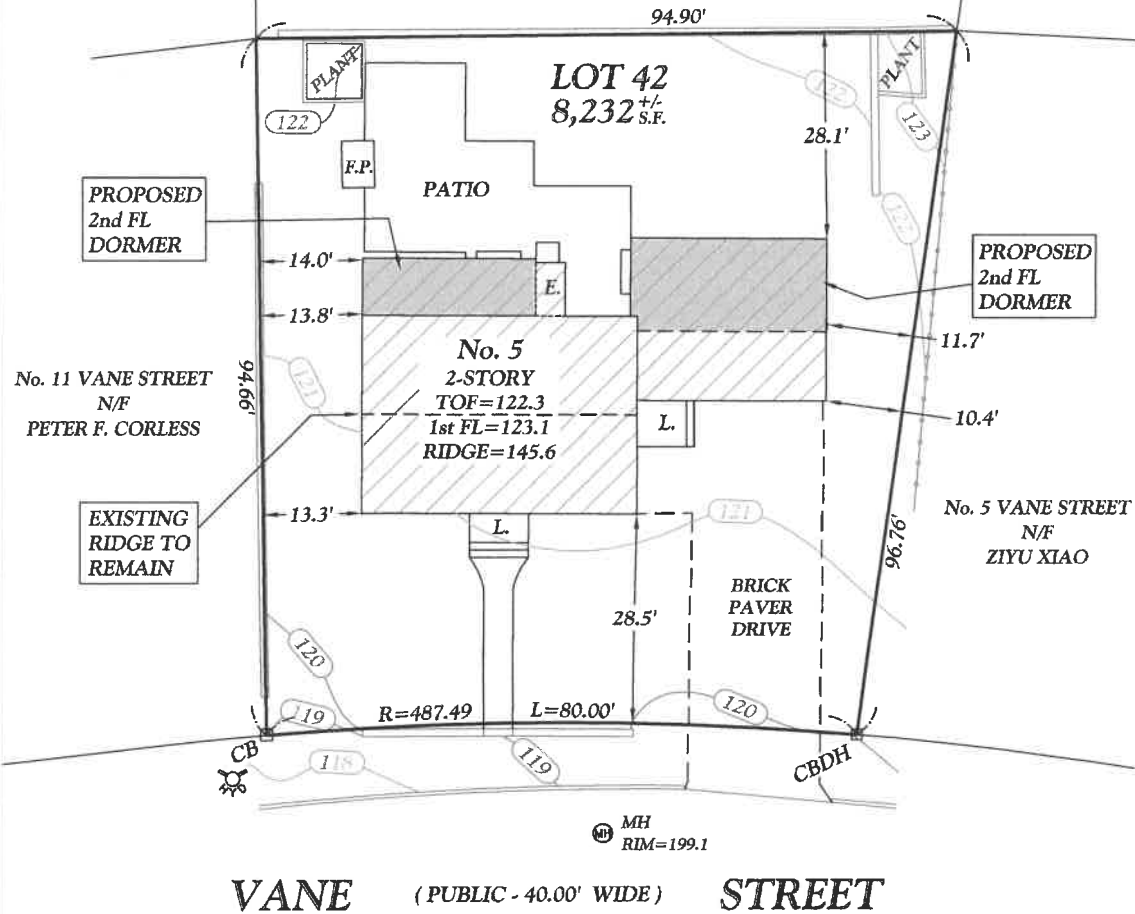 94.90'
PLANT
LOT 42
8,232 +/- S.F.
PLANT
122
122
123
28.1'
F.P.
PATIO
122
PROPOSED
2nd FL
DORMER
PROPOSED
2nd FL
DORMER
14.0'
E.
13.8'
11.7'
No. 5
2-STORY
TOF=122.3
1st FL=123.1
RIDGE=145.6
94.66'
121
No. 11 VANE STREET
N/F
PETER F. CORLESS
L.
10.4'
EXISTING
RIDGE TO
REMAIN
13.3'
L.
121
No. 5 VANE STREET
N/F
ZIYU XIAO
96.76'
BRICK
PAVER
DRIVE
28.5'
120
119
R=487.49
L=80.00'
120
CB
118
119
CBDH
MH
MH
RIM=199.1
VANE ( PUBLIC - 40.00' WIDE ) STREET